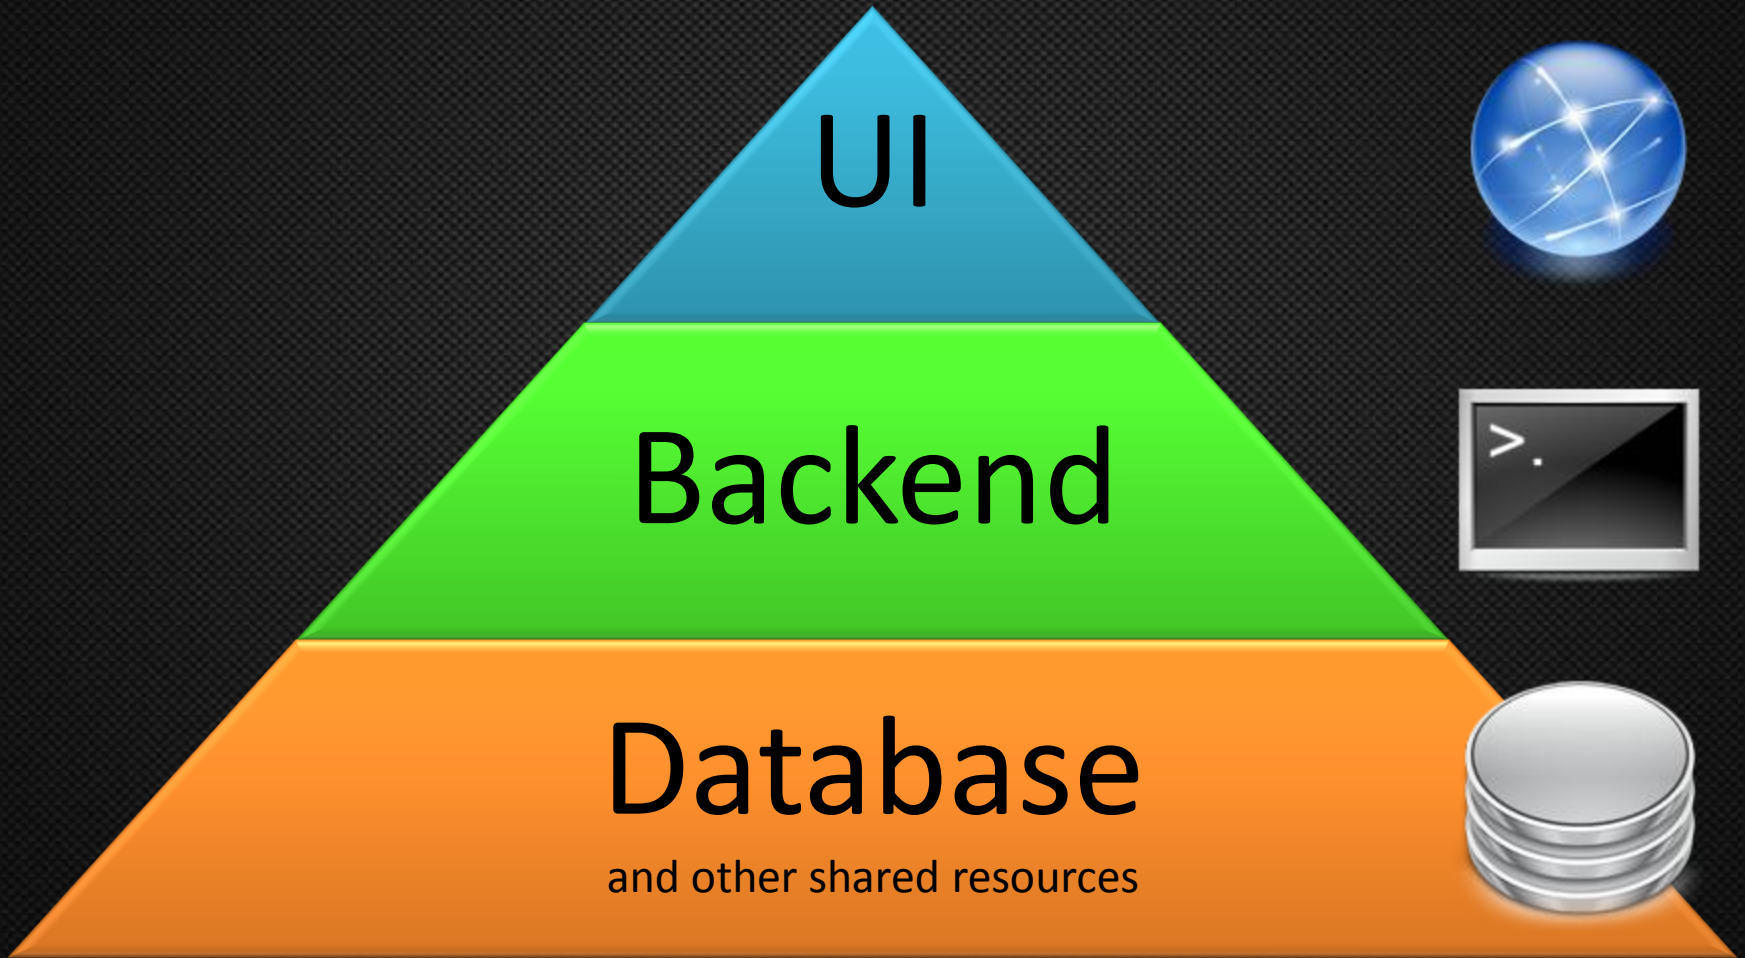 UI
Backend
>.
Database
and other shared resources